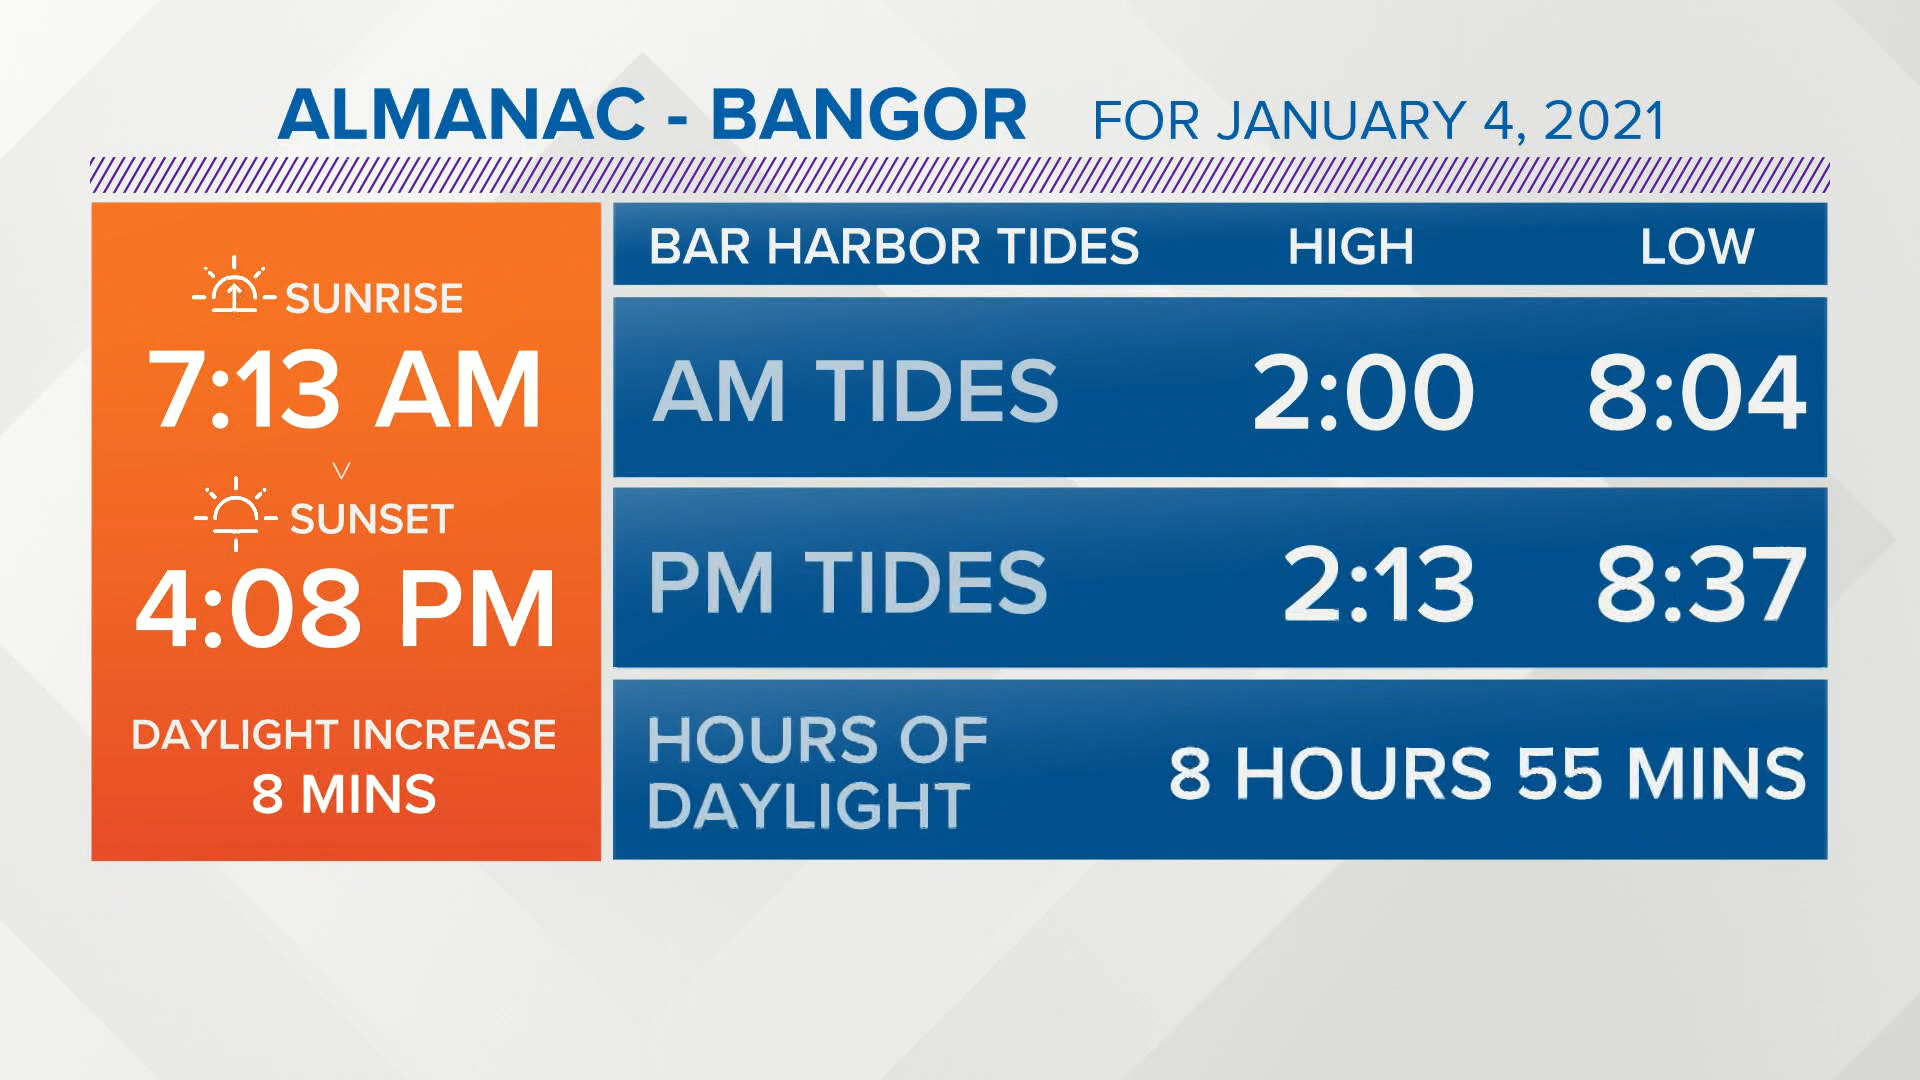 ALMANAC - BANGOR FOR JANUARY 4, 2021
SUNRISE
7:13 AM
SUNSET
4:08 PM
DAYLIGHT INCREASE
8 MINS
BAR HARBOR TIDES HIGH LOW
AM TIDES 2:00 8:04
PM TIDES 2:13 8:37
HOURS OF
DAYLIGHT
8 HOURS 55 MINS